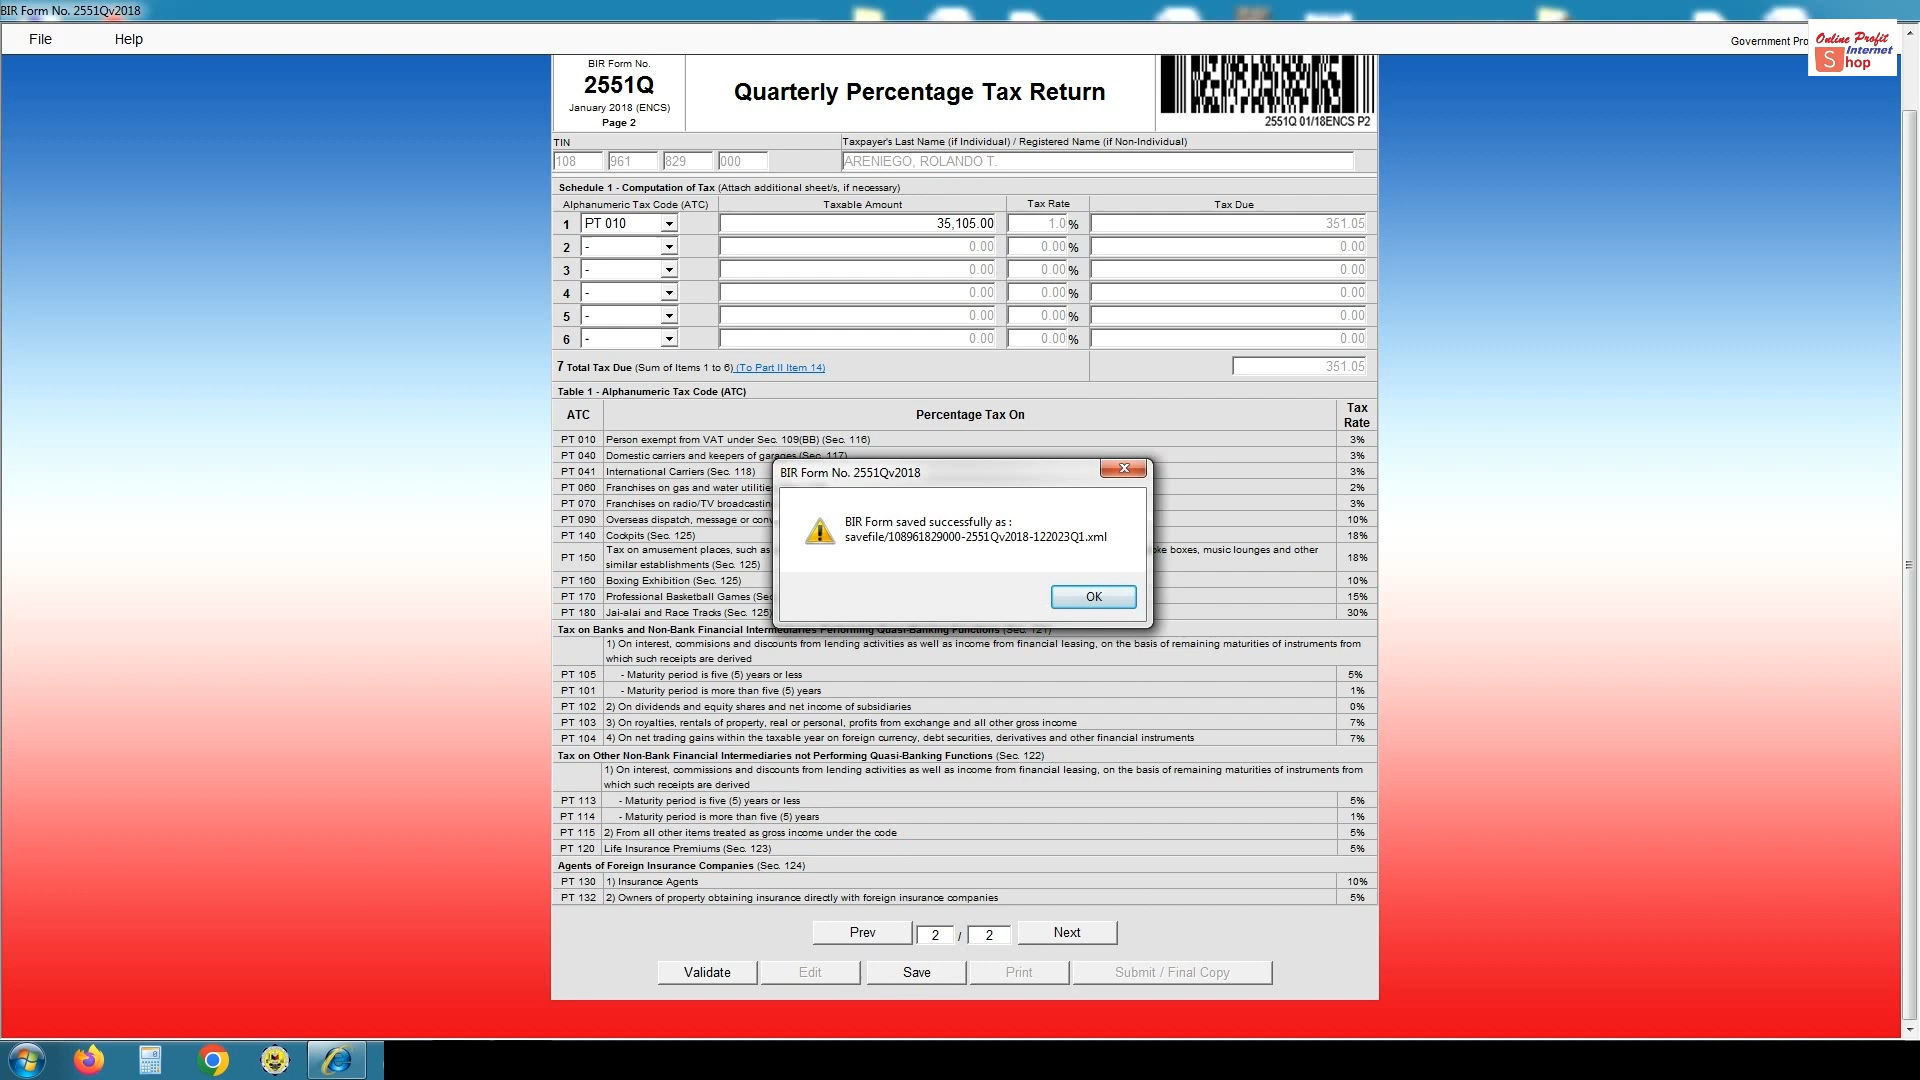 BIR Form No. 2551Qv2018
File Help
Government Pro
Online Profit
Internet
Shop
BIR Form No.
2551Q
January 2018 (ENCS)
Page 2
Quarterly Percentage Tax Return
2551Q 01/18ENCS P2
TIN Taxpayer's Last Name (if Individual) / Registered Name (if Non-Individual)
108 961 829 000 ARENIEGO, ROLANDO T.
Schedule 1 - Computation of Tax (Attach additional sheet/s, if necessary)
Alphanumeric Tax Code (ATC) Taxable Amount Tax Rate Tax Due
1 PT 010 35,105.00 1.0 % 351.05
2 - 0.00 0.00 % 0.00
3 - 0.00 0.00 % 0.00
4 - 0.00 0.00 % 0.00
5 - 0.00 0.00 % 0.00
6 - 0.00 0.00 % 0.00
7 Total Tax Due (Sum of Items 1 to 6) (To Part II Item 14) 351.05
Table 1 - Alphanumeric Tax Code (ATC)
ATC Percentage Tax On Tax Rate
PT 010 Person exempt from VAT under Sec. 109(BB) (Sec. 116) 3%
PT 040 Domestic carriers and keepers of garages (Sec. 117) 3%
PT 041 International Carriers (Sec. 118) 3%
PT 060 Franchises on gas and water utilitie 2%
PT 070 Franchises on radio/TV broadcasting 3%
PT 090 Overseas dispatch, message or conv 10%
PT 140 Cockpits (Sec. 125) 18%
PT 150 Tax on amusement places, such as oke boxes, music lounges and other
similar establishments (Sec. 125) 18%
PT 160 Boxing Exhibition (Sec. 125) 10%
PT 170 Professional Basketball Games (Sec 15%
PT 180 Jai-alai and Race Tracks (Sec. 125) 30%
BIR Form No. 2551Qv2018
BIR Form saved successfully as :
savefile/108961829000-2551Qv2018-122023Q1.xml
OK
Tax on Banks and Non-Bank Financial Intermediaries Performing Quasi-Banking Functions (Sec. 121)
1) On interest, commisions and discounts from lending activities as well as income from financial leasing, on the basis of remaining maturities of instruments from
which such receipts are derived
PT 105 - Maturity period is five (5) years or less 5%
PT 101 - Maturity period is more than five (5) years 1%
PT 102 2) On dividends and equity shares and net income of subsidiaries 0%
PT 103 3) On royalties, rentals of property, real or personal, profits from exchange and all other gross income 7%
PT 104 4) On net trading gains within the taxable year on foreign currency, debt securities, derivatives and other financial instruments 7%
Tax on Other Non-Bank Financial Intermediaries not Performing Quasi-Banking Functions (Sec. 122)
1) On interest, commissions and discounts from lending activities as well as income from financial leasing, on the basis of remaining maturities of instruments from
which such receipts are derived
PT 113 - Maturity period is five (5) years or less 5%
PT 114 - Maturity period is more than five (5) years 1%
PT 115 2) From all other items treated as gross income under the code 5%
PT 120 Life Insurance Premiums (Sec. 123) 5%
Agents of Foreign Insurance Companies (Sec. 124)
PT 130 1) Insurance Agents 10%
PT 132 2) Owners of property obtaining insurance directly with foreign insurance companies 5%
Prev 2 / 2 Next
Validate Edit Save Print Submit / Final Copy